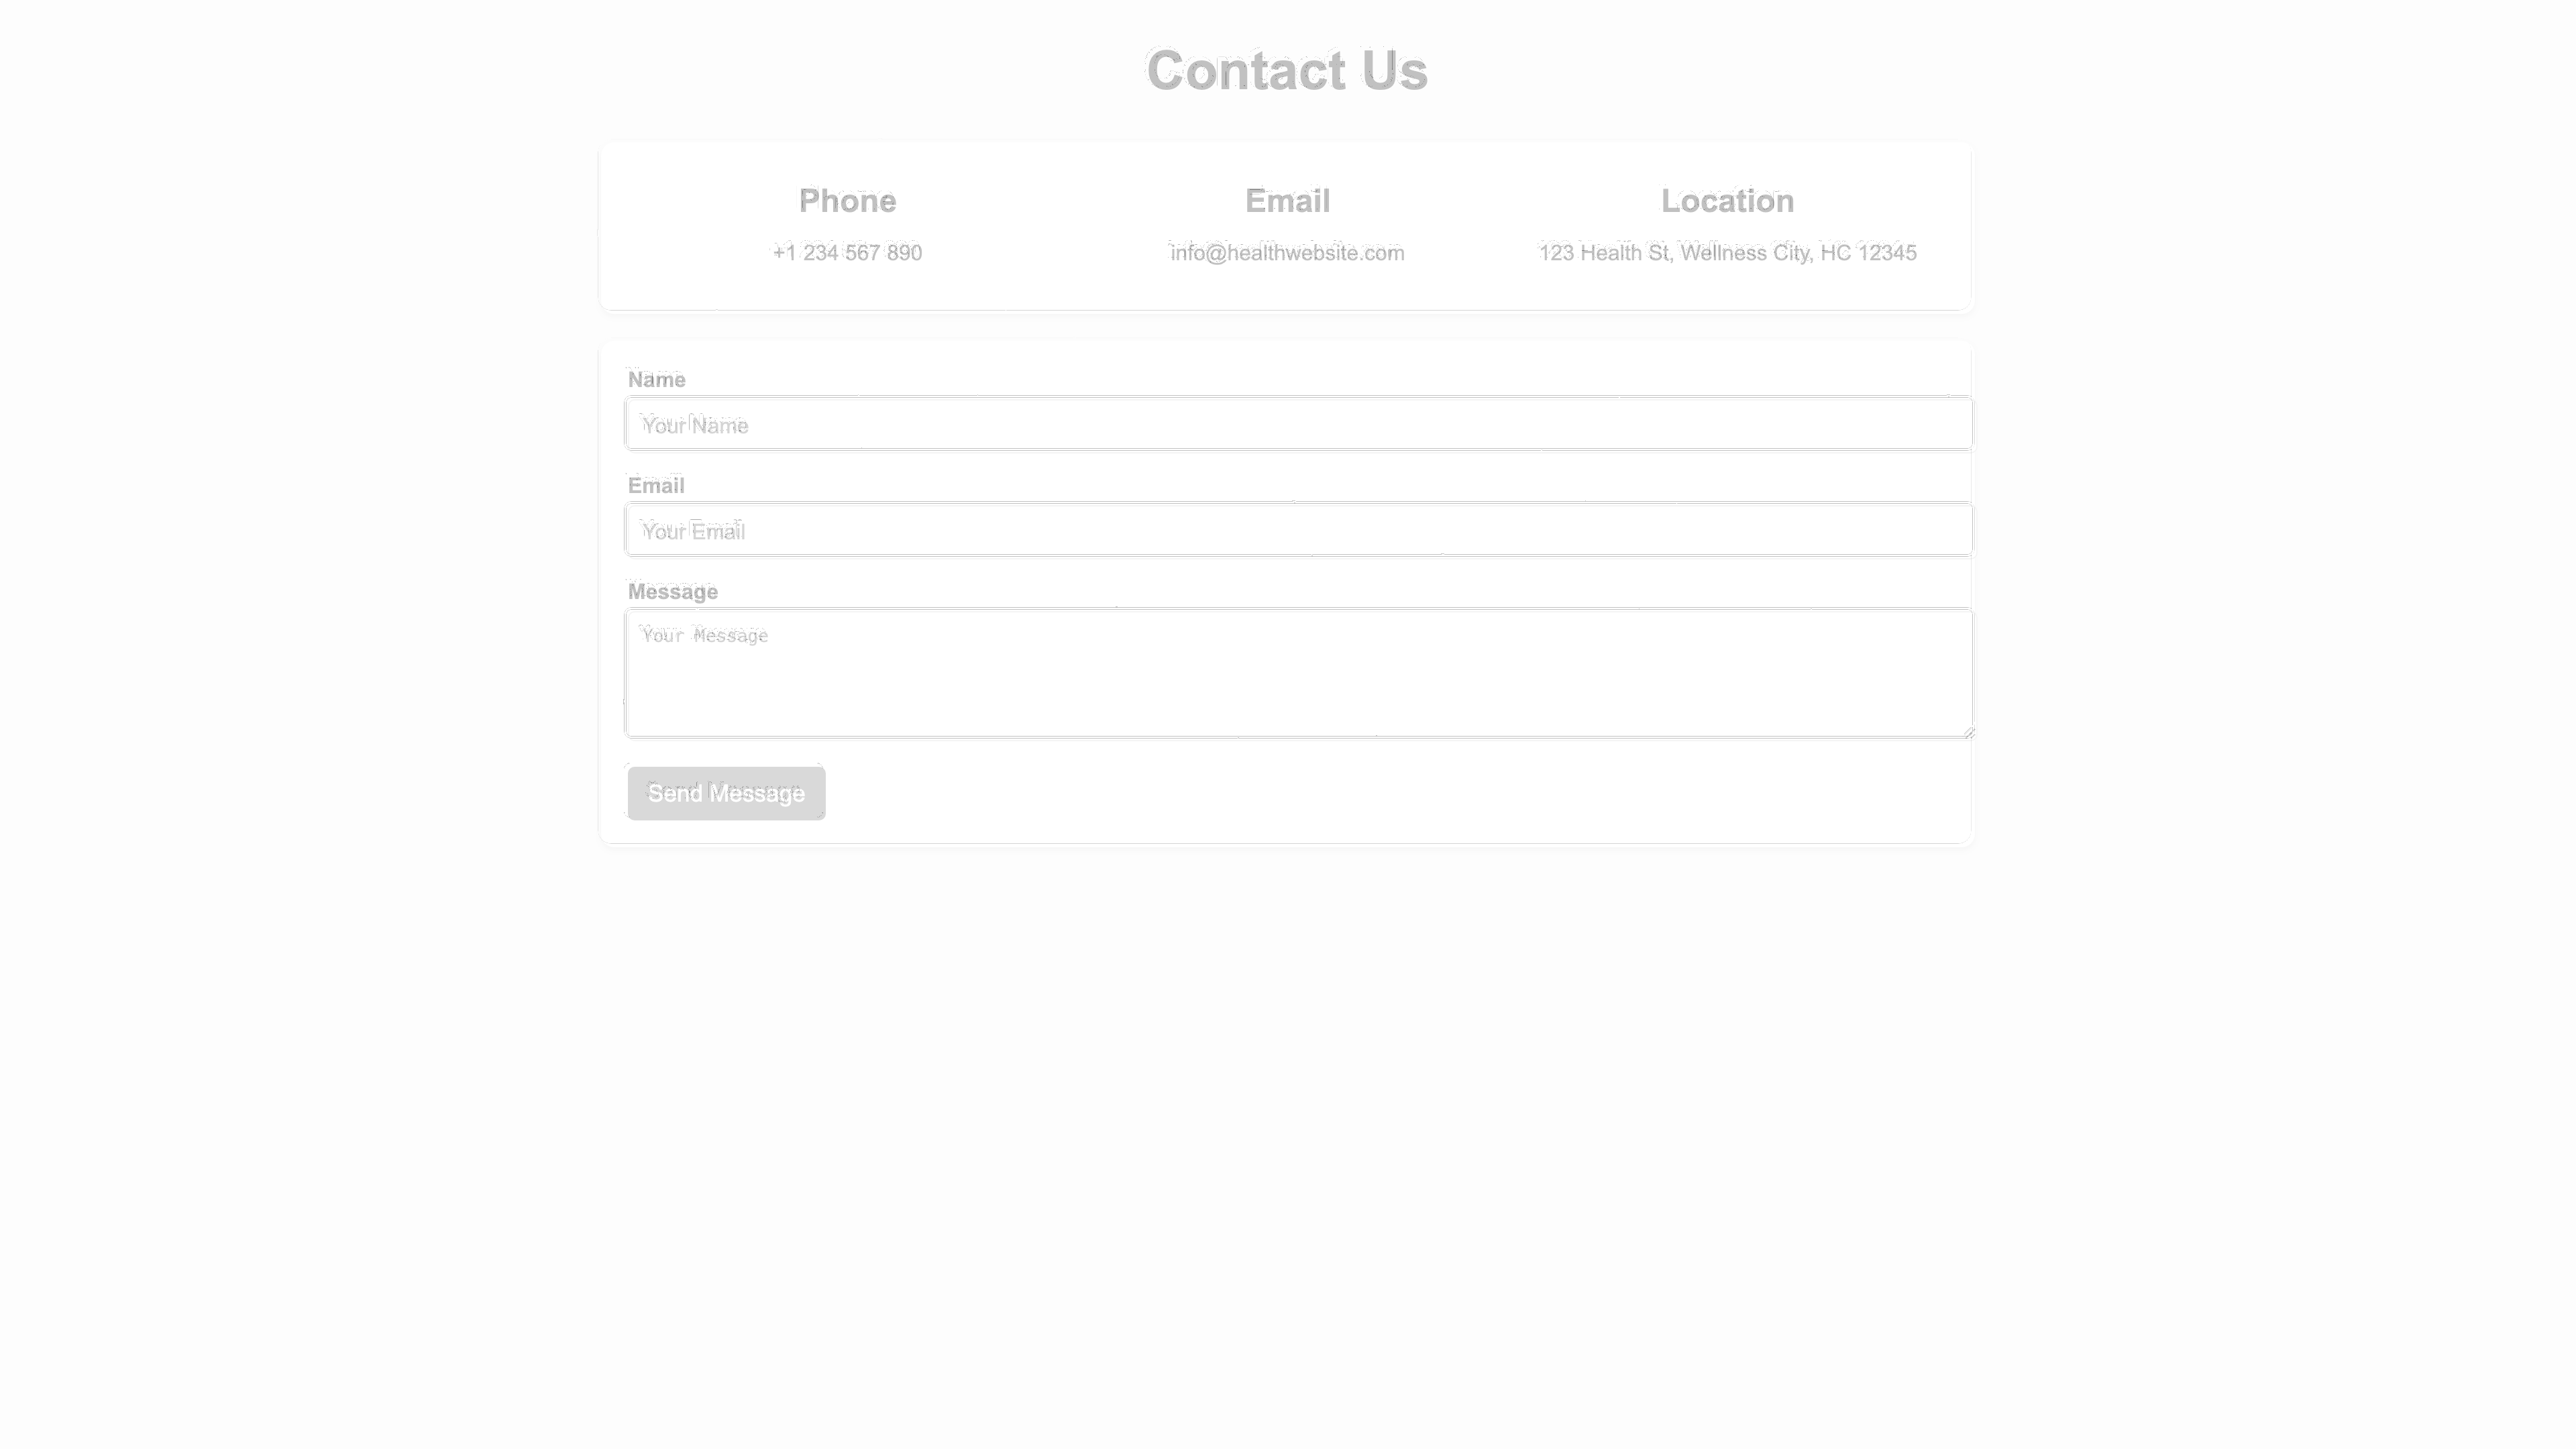 Contact Us
Phone
Email
Location
+1 234 567 890
info@healthwebsite.com
123 Health St, Wellness City, HC 12345
Name
Your Name
Email
Your Email
Message
Your Message
Send Message